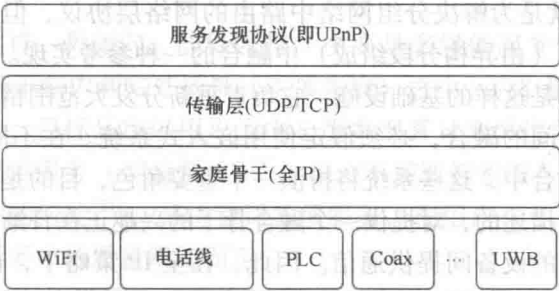 服务发现协议(即UPnP)
传输层(UDP/TCP)
家庭骨干(全IP)
WiFi 电话线 PLC Coax … UWB